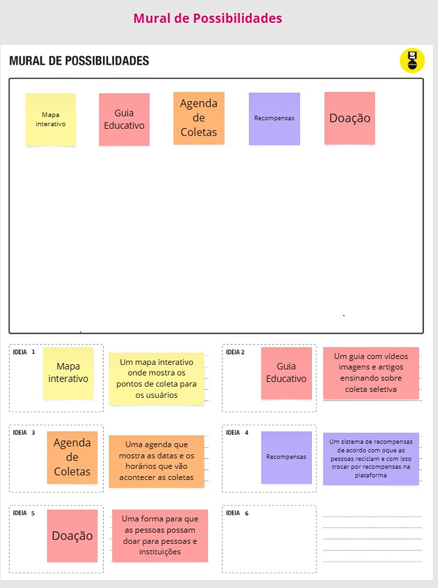 Mural de Possibilidades
MURAL DE POSSIBILIDADES
Mapa
interativo
Guia
Educativo
Agenda
de
Coletas
Recompensas
Doação
IDEIA 1
Mapa
interativo
Um mapa interativo
onde mostra os
pontos de coleta para
os usuários
IDEIA 2
Guia
Educativo
Um guia com vídeos
imagens e artigos
ensinando sobre
coleta seletiva
IDEIA 3
Agenda
de
Coletas
Uma agenda que
mostra as datas e os
horários que vão
acontecer as coletas
IDEIA 4
Recompensas
Um sistema de recompensas
de acordo com oque as
pessoas reciclam e com isso
trocar por recompensas na
plataforma
IDEIA 5
Doação
Uma forma para que
as pessoas possam
doar para pessoas e
instituições
IDEIA 6